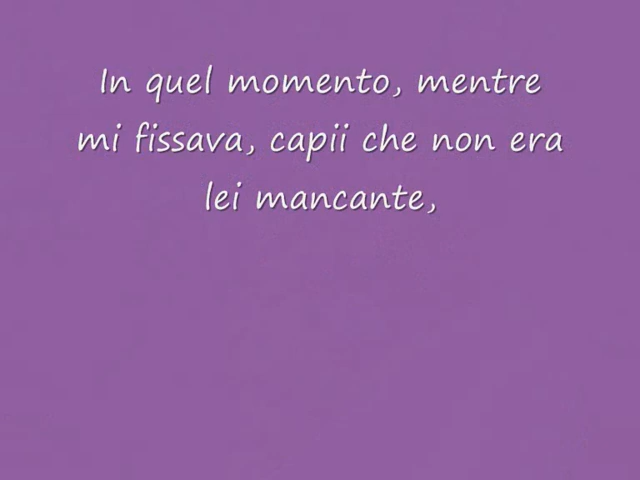 In quel momento, mentre
mi fissava, capii che non era
lei mancante,